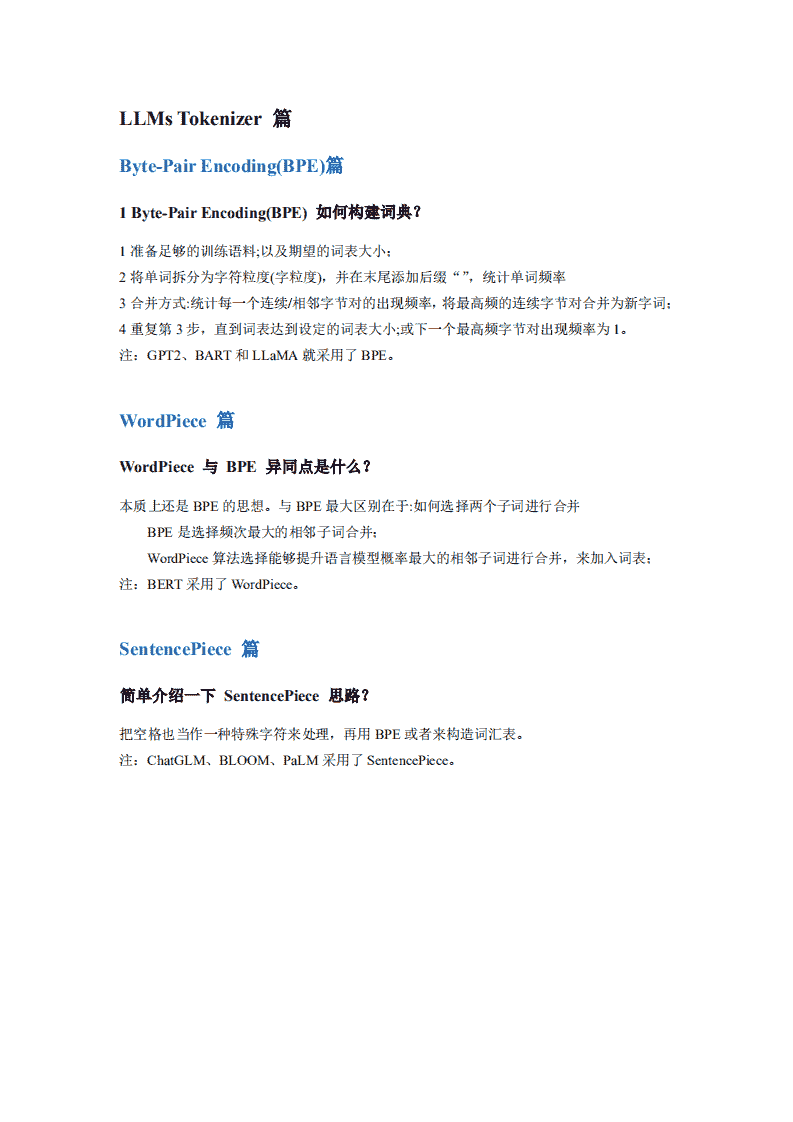 LLMs Tokenizer 篇
Byte-Pair Encoding(BPE)篇
1 Byte-Pair Encoding(BPE) 如何构建词典？
1 准备足够的训练语料;以及期望的词表大小；
2 将单词拆分为字符粒度(字粒度)，并在末尾添加后缀“”，统计单词频率
3 合并方式:统计每一个连续/相邻字节对的出现频率，将最高频的连续字节对合并为新字词；
4 重复第 3 步，直到词表达到设定的词表大小;或下一个最高频字节对出现频率为 1。
注：GPT2、BART 和 LLaMA 就采用了 BPE。
WordPiece 篇
WordPiece 与 BPE 异同点是什么？
本质上还是 BPE 的思想。与 BPE 最大区别在于:如何选择两个子词进行合并
BPE 是选择频次最大的相邻子词合并；
WordPiece 算法选择能够提升语言模型概率最大的相邻子词进行合并，来加入词表；
注：BERT 采用了 WordPiece。
SentencePiece 篇
简单介绍一下 SentencePiece 思路？
把空格也当作一种特殊字符来处理，再用 BPE 或者来构造词汇表。
注：ChatGLM、BLOOM、PaLM 采用了 SentencePiece。